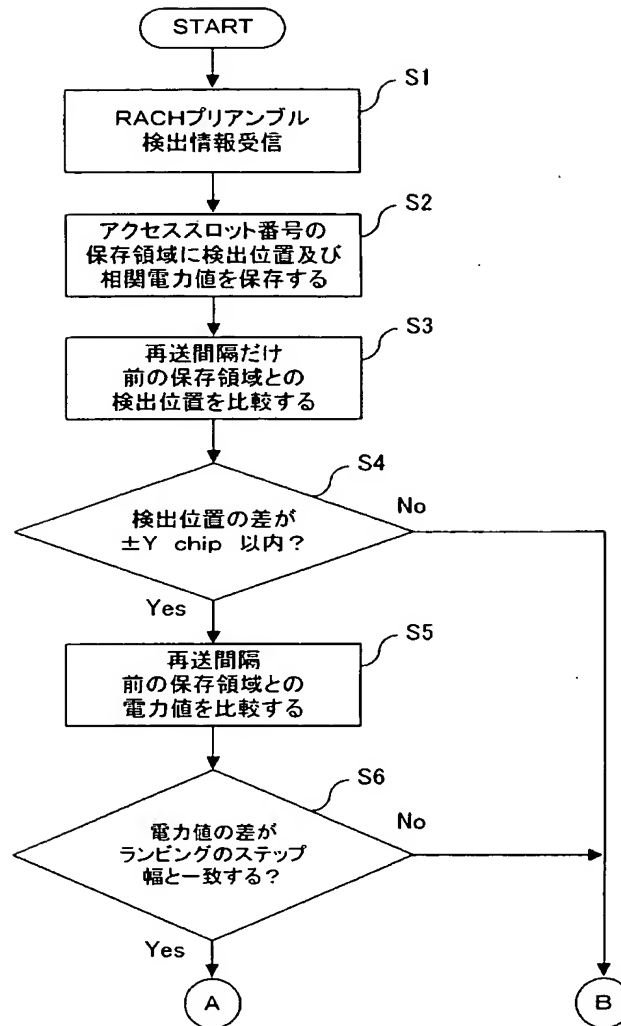 START
S1
RACHプリアンブル
検出情報受信
S2
アクセススロット番号の
保存領域に検出位置及び
相関電力値を保存する
S3
再送間隔だけ
前の保存領域との
検出位置を比較する
S4
検出位置の差が
±Y chip 以内?
No
Yes
S5
再送間隔
前の保存領域との
電力値を比較する
S6
電力値の差が
ランピングのステップ
幅と一致する?
No
Yes
A
B